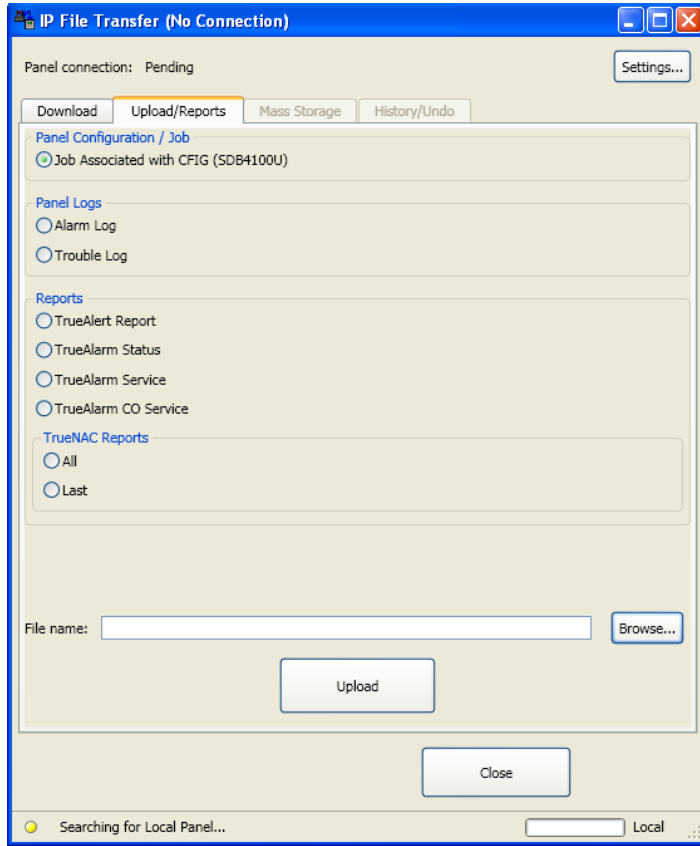 IP File Transfer (No Connection)
Panel connection: Pending
Settings...
Download Upload/Reports Mass Storage History/Undo
Panel Configuration / Job
Job Associated with CFIG (SDB4100U)
Panel Logs
Alarm Log
Trouble Log
Reports
TrueAlert Report
TrueAlarm Status
TrueAlarm Service
TrueAlarm CO Service
TrueNAC Reports
All
Last
File name:
Browse...
Upload
Close
Searching for Local Panel... Local